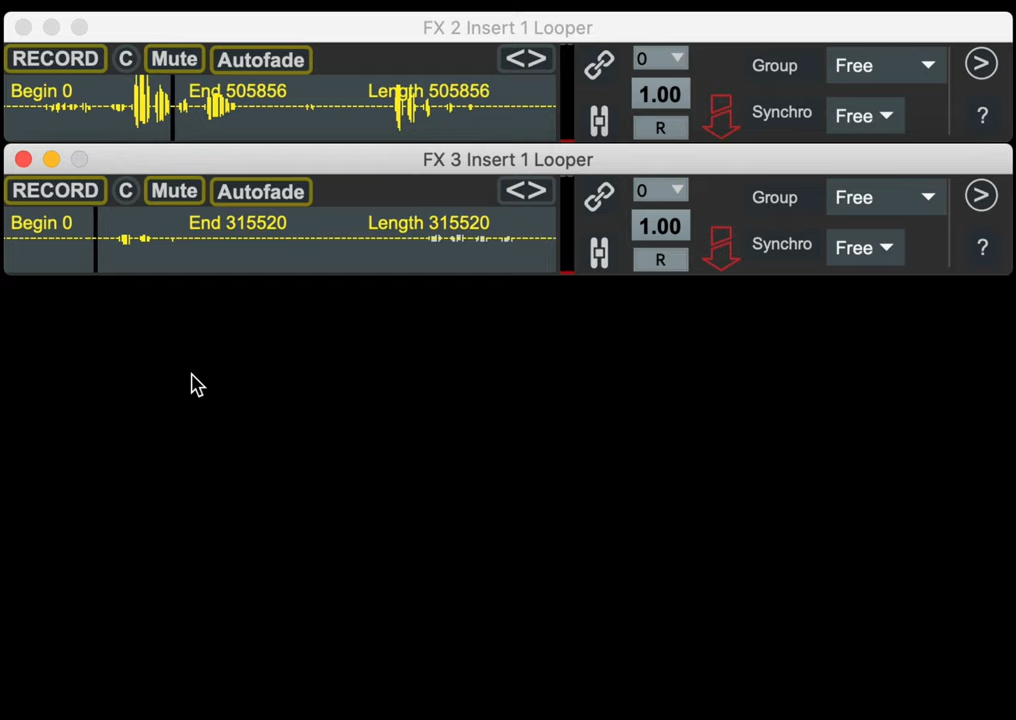 FX 2 Insert 1 Looper
RECORD C Mute Autofade <> 0 Group Free >
Begin 0 End 505856 Length 505856 1.00 Synchro Free ?
R
FX 3 Insert 1 Looper
RECORD C Mute Autofade <> 0 Group Free >
Begin 0 End 315520 Length 315520 1.00 Synchro Free ?
R